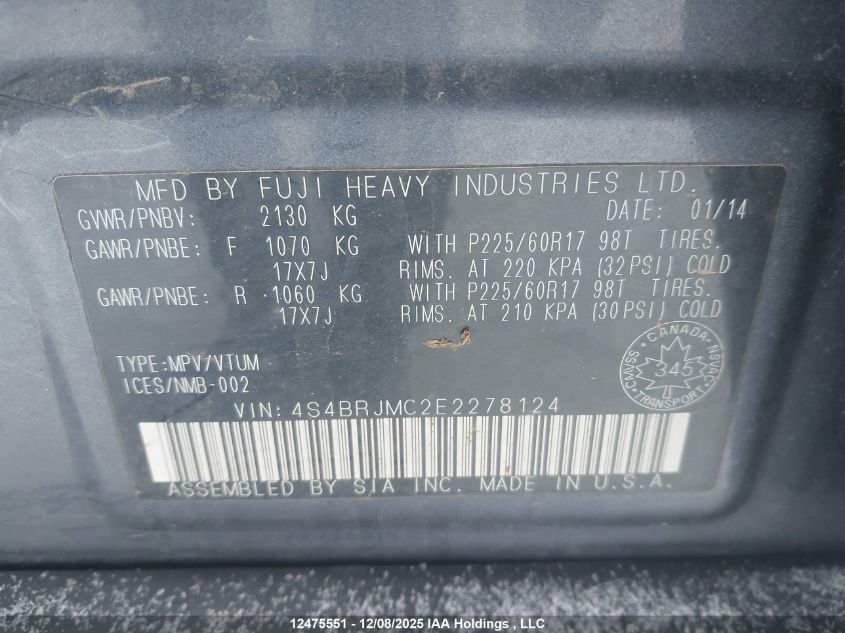 MFD BY FUJI HEAVY INDUSTRIES LTD.
GVWR/PNBV: 2130 KG DATE: 01/14
GAWR/PNBE: F 1070 KG WITH P225/60R17 98T TIRES.
17X7J RIMS. AT 220 KPA (32PSI) COLD
GAWR/PNBE: R 1060 KG WITH P225/60R17 98T TIRES.
17X7J RIMS. AT 210 KPA (30PSI) COLD
TYPE:MPV/VTUM
ICES/NMB-002
CANADA
CMVSS 345 NSVAC
TRANSPORT
VIN: 4S4BRJMC2E2278124
ASSEMBLED BY SIA INC. MADE IN U.S.A.
12475551 - 12/08/2025 IAA Holdings , LLC